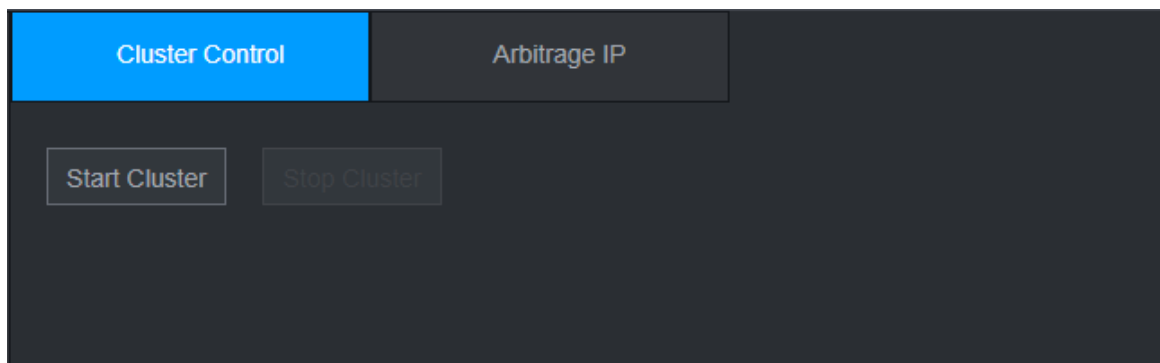 Cluster Control
Arbitrage IP
Start Cluster
Stop Cluster